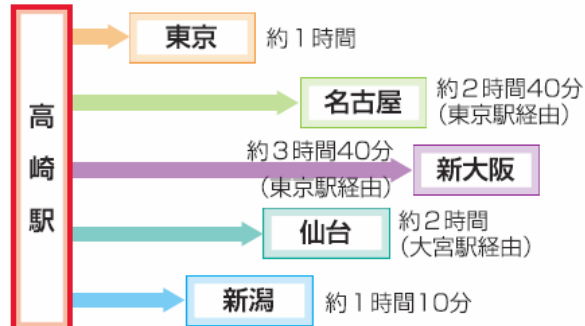 高崎駅
東京
約1時間
名古屋
約2時間40分
（東京駅経由）
約3時間40分
（東京駅経由）
新大阪
仙台
約2時間
（大宮駅経由）
新潟
約1時間10分